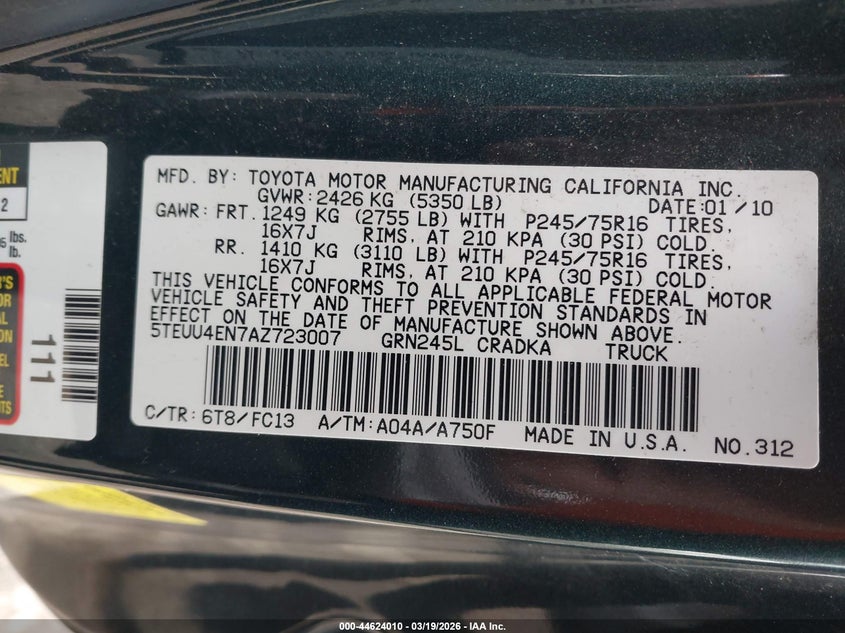 MFD. BY: TOYOTA MOTOR MANUFACTURING CALIFORNIA INC.
GVWR: 2426 KG (5350 LB) DATE: 01/10
GAWR: FRT. 1249 KG (2755 LB) WITH P245/75R16 TIRES,
16X7J RIMS, AT 210 KPA (30 PSI) COLD.
RR. 1410 KG (3110 LB) WITH P245/75R16 TIRES,
16X7J RIMS, AT 210 KPA (30 PSI) COLD.
THIS VEHICLE CONFORMS TO ALL APPLICABLE FEDERAL MOTOR
VEHICLE SAFETY AND THEFT PREVENTION STANDARDS IN
EFFECT ON THE DATE OF MANUFACTURE SHOWN ABOVE.
5TEUU4EN7AZ723007 GRN245L CRADKA TRUCK
C/TR: 6T8/FC13 A/TM: A04A/A750F MADE IN U.S.A. NO.312
2
lbs.
lb.
111
000-44624010 - 03/19/2026 - IAA Inc.